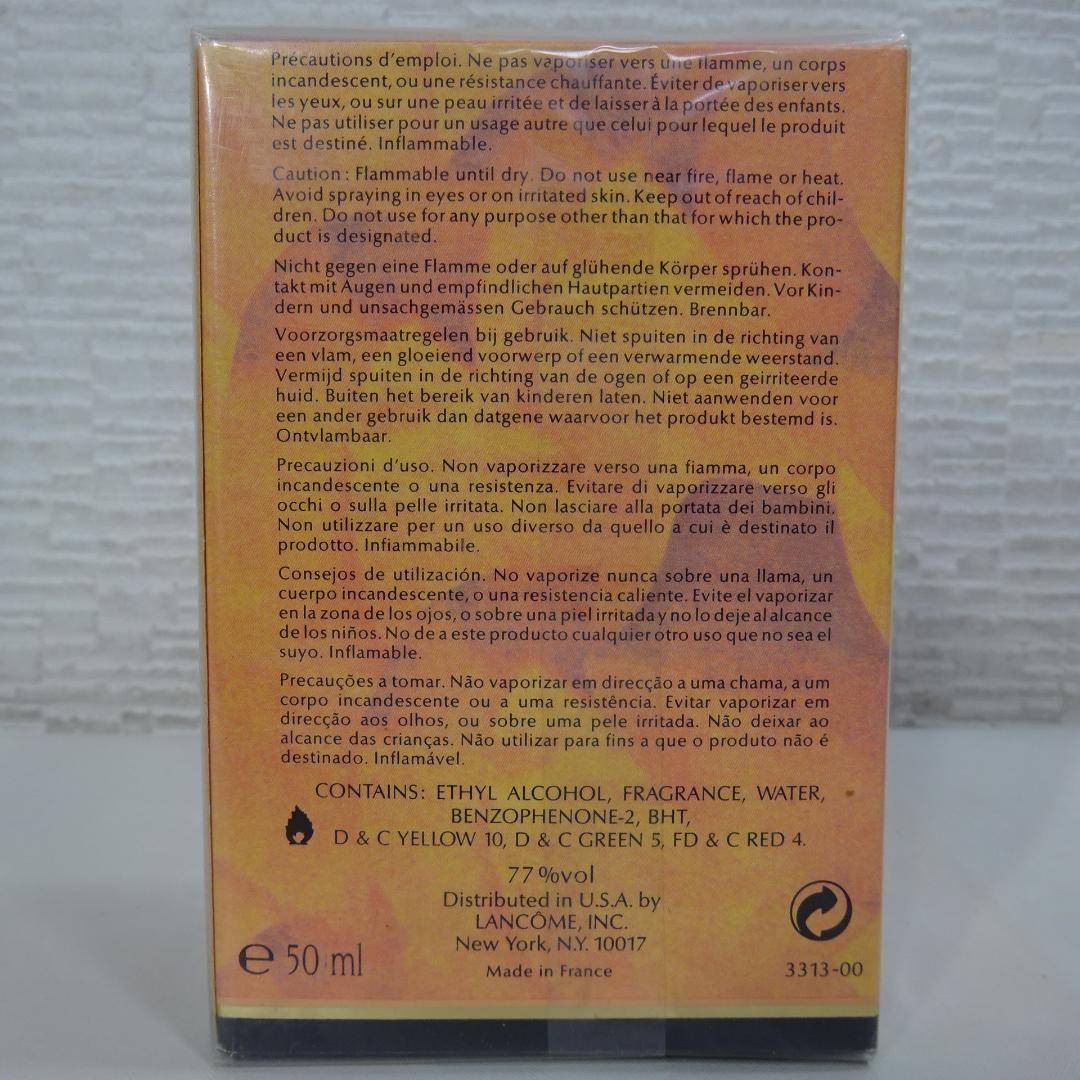 Précautions d'emploi. Ne pas vaporiser vers une flamme, un corps
incandescent, ou une résistance chauffante. Éviter de vaporiser vers
les yeux, ou sur une peau irritée et de laisser à la portée des enfants.
Ne pas utiliser pour un usage autre que celui pour lequel le produit
est destiné. Inflammable.
Caution : Flammable until dry. Do not use near fire, flame or heat.
Avoid spraying in eyes or on irritated skin. Keep out of reach of chil-
dren. Do not use for any purpose other than that for which the pro-
duct is designated.
Nicht gegen eine Flamme oder auf glühende Körper sprühen. Kon-
takt mit Augen und empfindlichen Hautpartien vermeiden. Vor Kin-
dern und unsachgemässen Gebrauch schützen. Brennbar.
Voorzorgsmaatregelen bij gebruik. Niet spuiten in de richting van
een vlam, een gloeiend voorwerp of een verwarmende weerstand.
Vermijd spuiten in de richting van de ogen of op een geirriteerde
huid. Buiten het bereik van kinderen laten. Niet aanwenden voor
een ander gebruik dan datgene waarvoor het produkt bestemd is.
Ontvlambaar.
Precauzioni d'uso. Non vaporizzare verso una fiamma, un corpo
incandescente o una resistenza. Evitare di vaporizzare verso gli
occhi o sulla pelle irritata. Non lasciare alla portata dei bambini.
Non utilizzare per un uso diverso da quello a cui è destinato il
prodotto. Infiammabile.
Consejos de utilización. No vaporize nunca sobre una llama, un
cuerpo incandescente, o una resistencia caliente. Evite el vaporizar
en la zona de los ojos, o sobre una piel irritada y no lo deje al alcance
de los niños. No de a este producto cualquier otro uso que no sea el
suyo. Inflamable.
Precauções a tomar. Não vaporizar em direcção a uma chama, a um
corpo incandescente ou a uma resistência. Evitar vaporizar em
direcção aos olhos, ou sobre uma pele irritada. Não deixar ao
alcance das crianças. Não utilizar para fins a que o produto não é
destinado. Inflamável.
CONTAINS: ETHYL ALCOHOL, FRAGRANCE, WATER,
BENZOPHENONE-2, BHT,
D & C YELLOW 10, D & C GREEN 5, FD & C RED 4.
77 %vol
Distributed in U.S.A. by
LANCÔME, INC.
New York, N.Y. 10017
Made in France
℮ 50 ml
3313-00